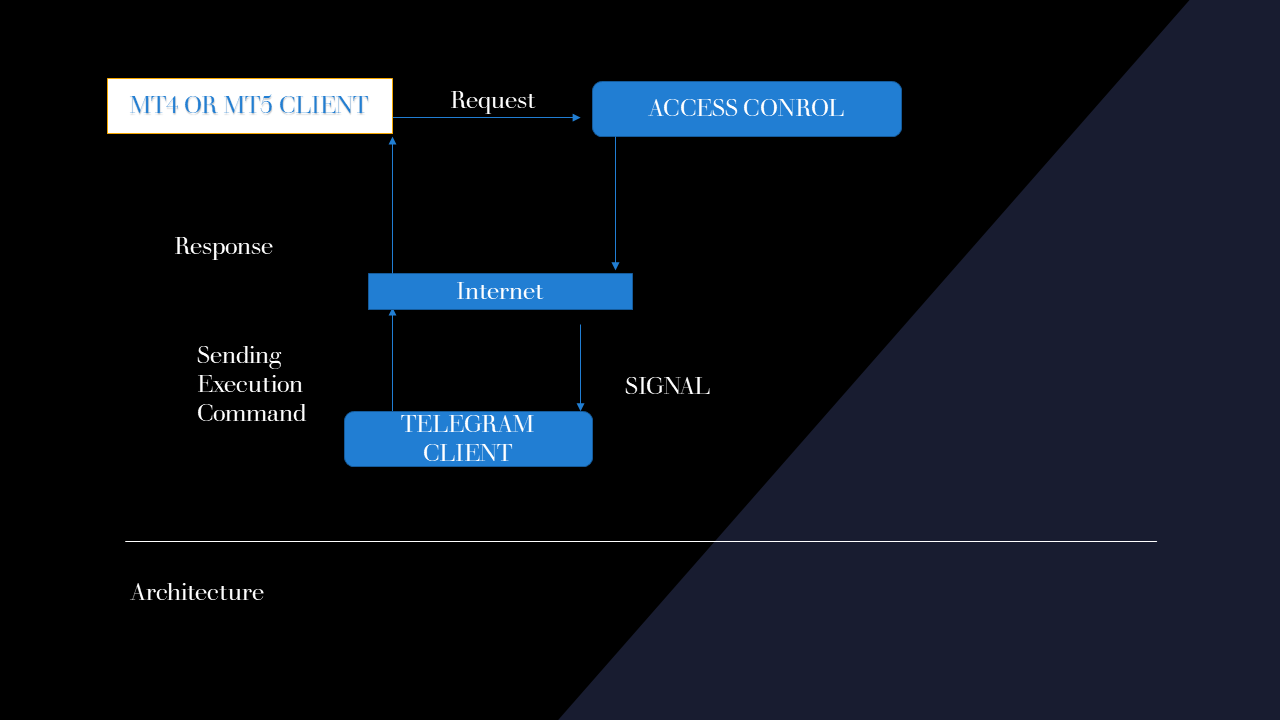 MT4 OR MT5 CLIENT
Request
ACCESS CONROL
Response
Internet
Sending
Execution
Command
SIGNAL
TELEGRAM
CLIENT
Architecture